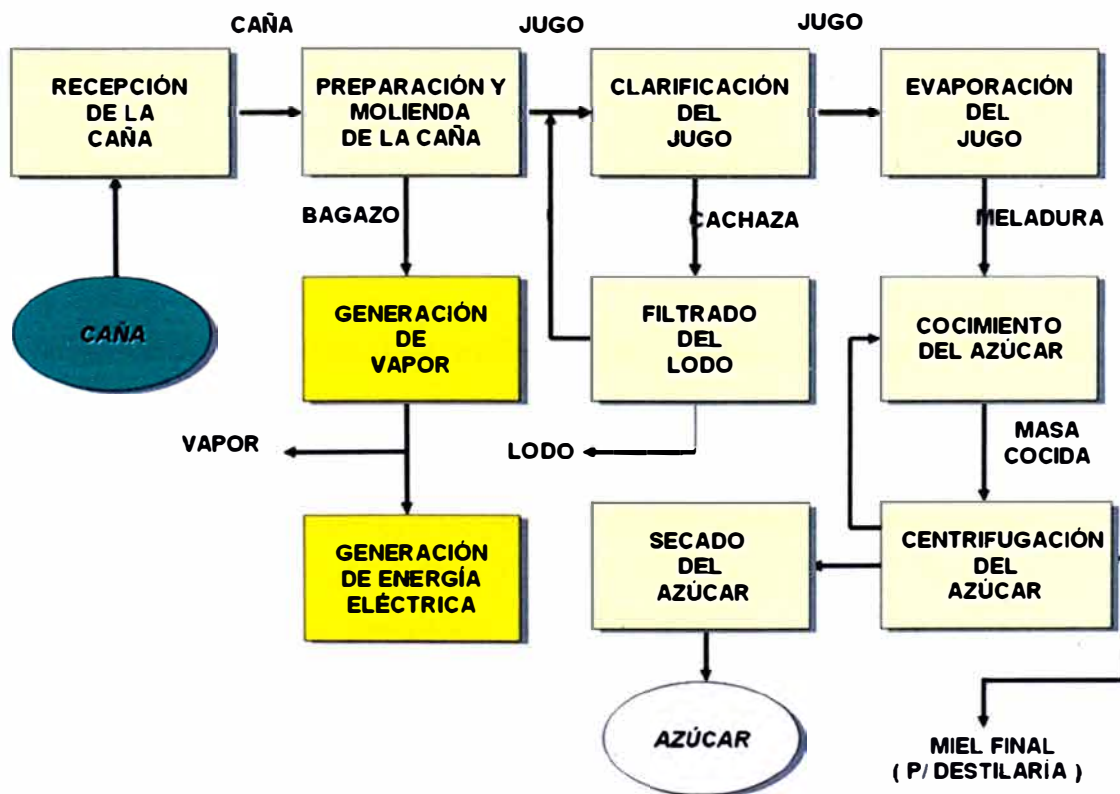 CAÑA
JUGO
JUGO
RECEPCIÓN
DE LA
CAÑA
PREPARACIÓN Y
MOLIENDA
DE LA CAÑA
CLARIFICACIÓN
DEL
JUGO
EVAPORACIÓN
DEL
JUGO
BAGAZO
CACHAZA
MELADURA
CAÑA
GENERACIÓN
DE
VAPOR
FILTRADO
DEL
LODO
COCIMIENTO
DEL AZÚCAR
VAPOR
LODO
MASA
COCIDA
GENERACIÓN
DE ENERGÍA
ELÉCTRICA
SECADO
DEL
AZÚCAR
CENTRIFUGACIÓN
DEL
AZÚCAR
AZÚCAR
MIEL FINAL
( P/ DESTILARÍA )